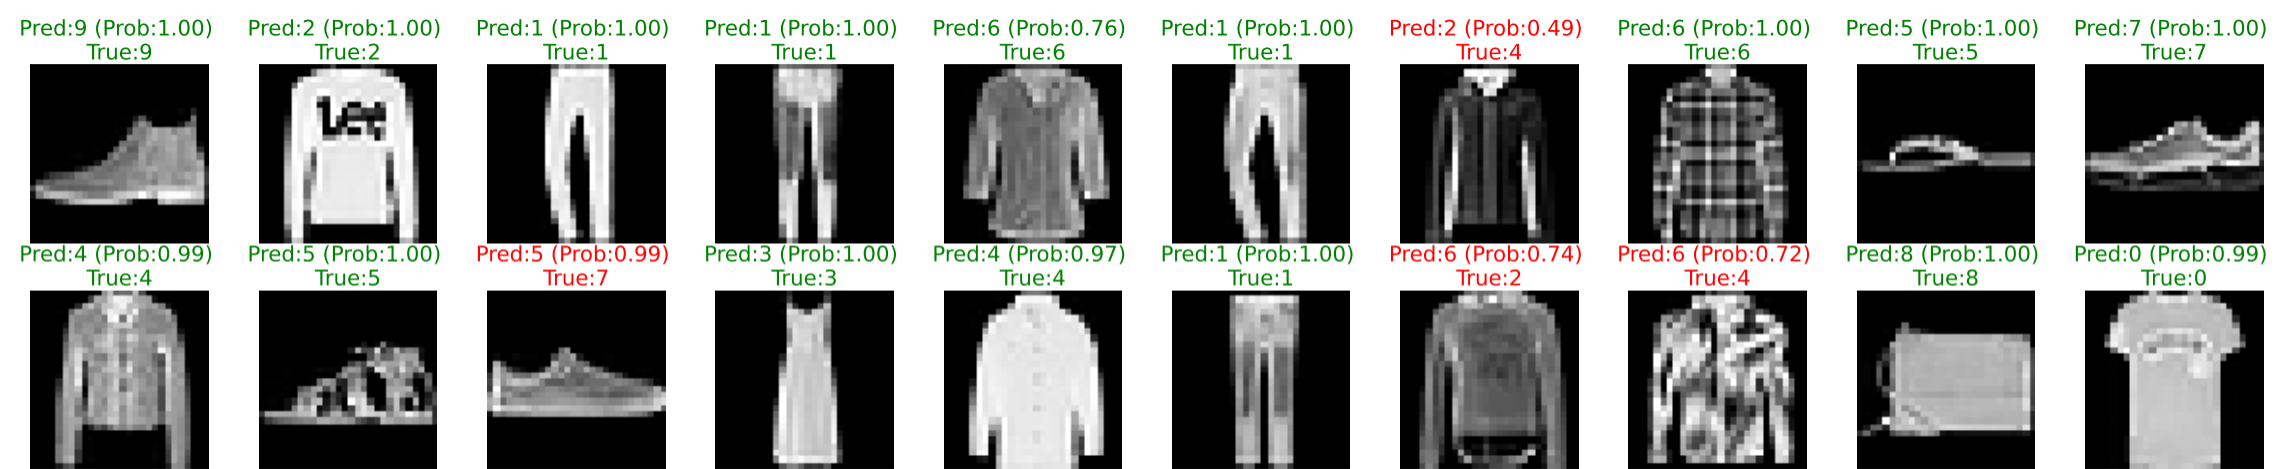 Pred:9 (Prob:1.00) Pred:2 (Prob:1.00) Pred:1 (Prob:1.00) Pred:1 (Prob:1.00) Pred:6 (Prob:0.76) Pred:1 (Prob:1.00) Pred:2 (Prob:0.49) Pred:6 (Prob:1.00) Pred:5 (Prob:1.00) Pred:7 (Prob:1.00)
True:9 True:2 True:1 True:1 True:6 True:1 True:4 True:6 True:5 True:7
Lee
Pred:4 (Prob:0.99) Pred:5 (Prob:1.00) Pred:5 (Prob:0.99) Pred:3 (Prob:1.00) Pred:4 (Prob:0.97) Pred:1 (Prob:1.00) Pred:6 (Prob:0.74) Pred:6 (Prob:0.72) Pred:8 (Prob:1.00) Pred:0 (Prob:0.99)
True:4 True:5 True:7 True:3 True:4 True:1 True:2 True:4 True:8 True:0